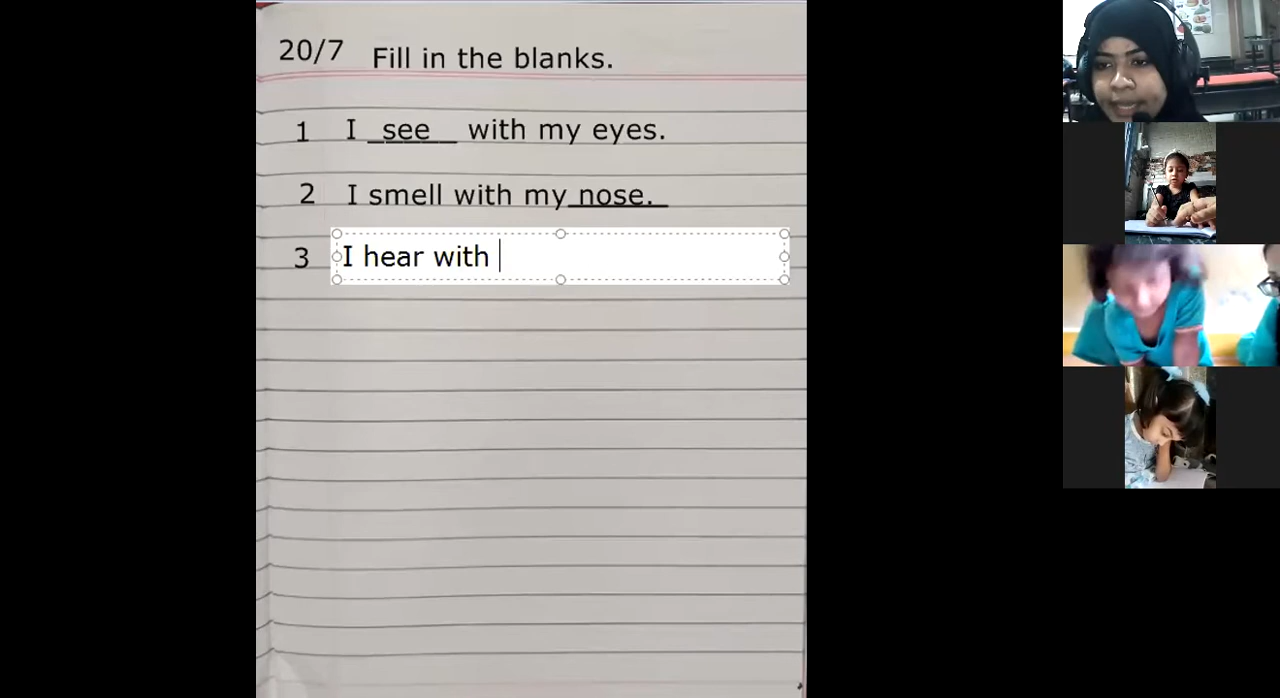 20/7 Fill in the blanks.
1 I see with my eyes.
2 I smell with my nose.
3 I hear with